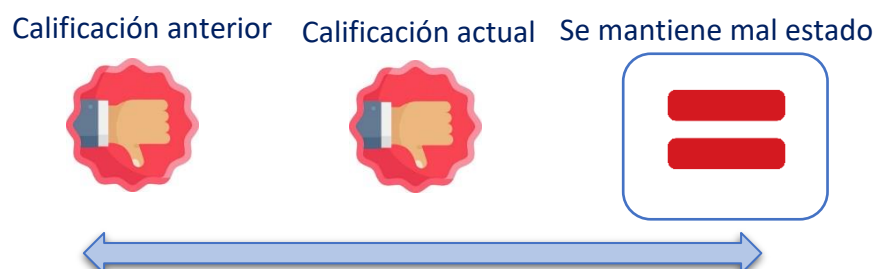 Calificación anterior
Calificación actual
Se mantiene mal estado